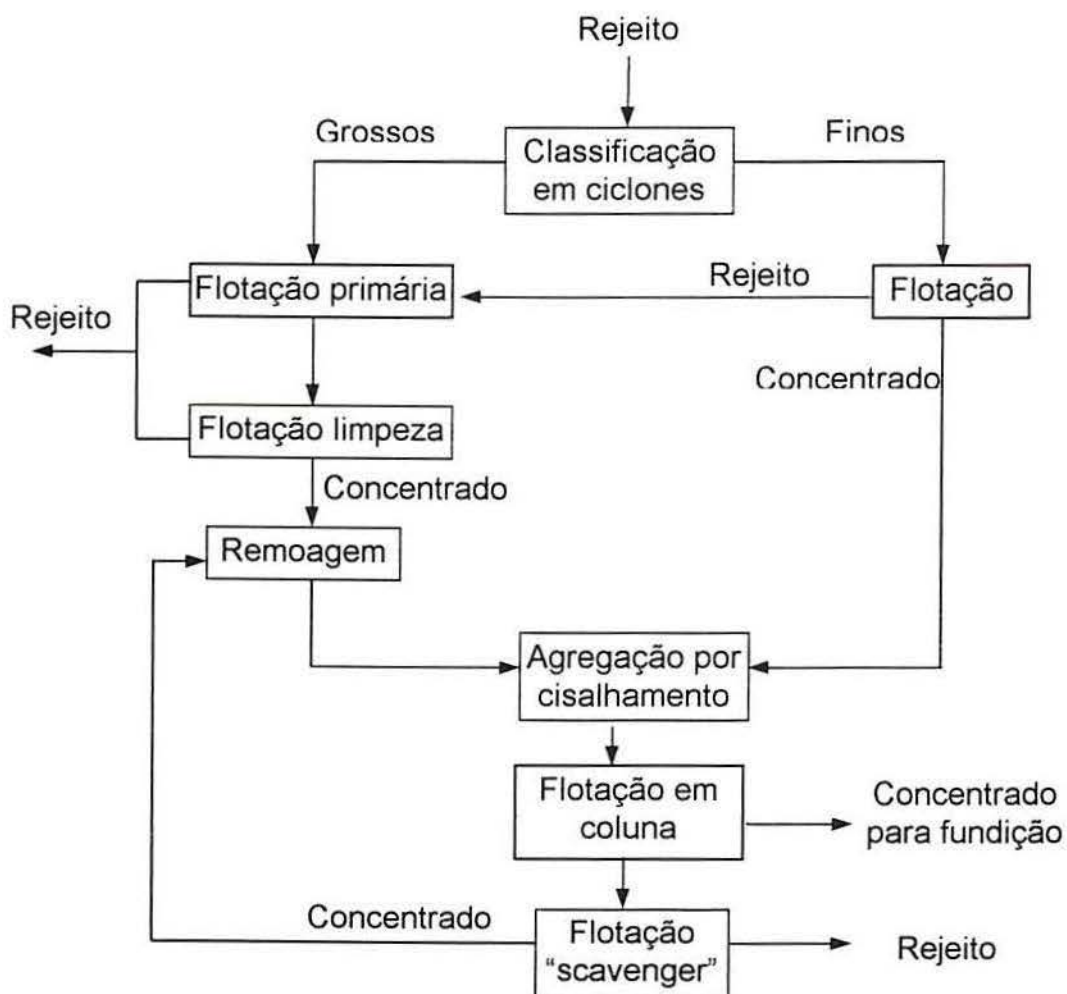 Rejeito
Grossos
Finos
Classificação
em ciclones
Flotação primária
Rejeito
Flotação
Rejeito
Concentrado
Flotação limpeza
Concentrado
Remoagem
Agregação por
cisalhamento
Flotação em
coluna
Concentrado
para fundição
Concentrado
Flotação
“scavenger”
Rejeito